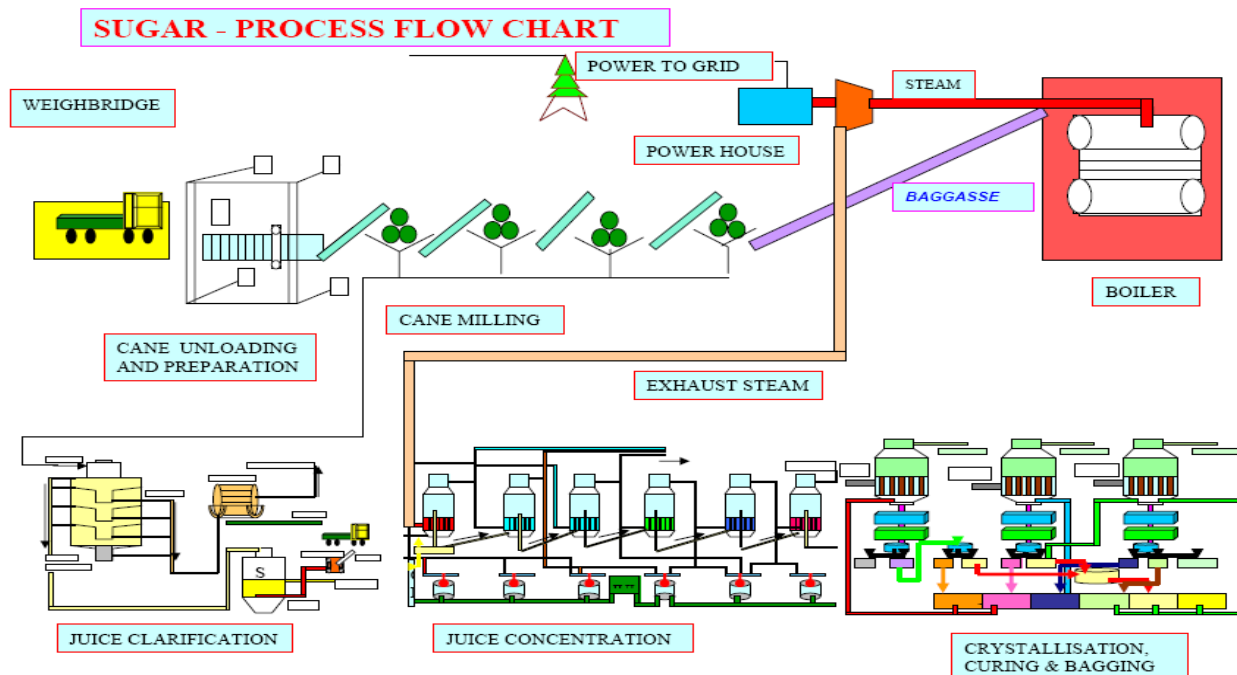 SUGAR - PROCESS FLOW CHART
POWER TO GRID
STEAM
WEIGHBRIDGE
POWER HOUSE
BAGGASSE
BOILER
CANE MILLING
CANE UNLOADING
AND PREPARATION
EXHAUST STEAM
S
JUICE CLARIFICATION
JUICE CONCENTRATION
CRYSTALLISATION,
CURING & BAGGING